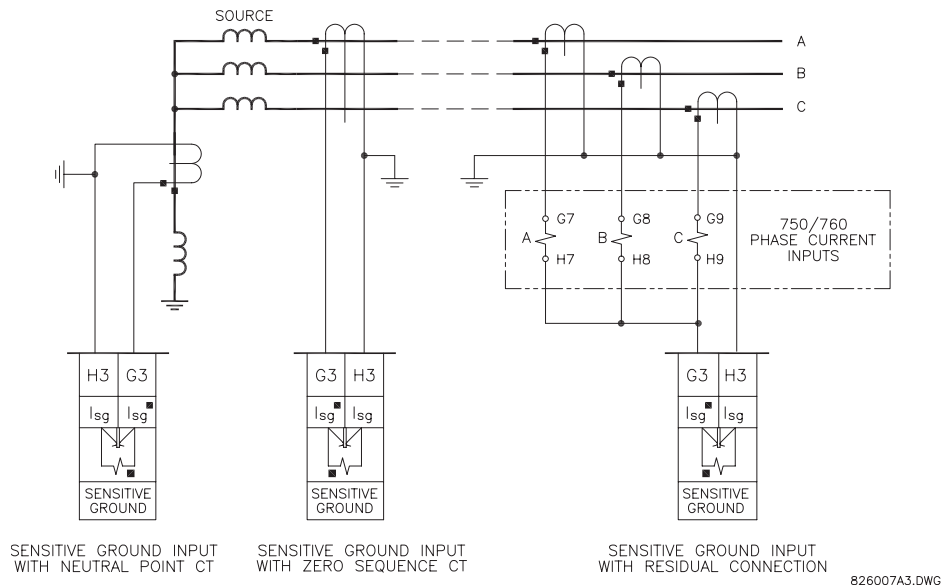 SOURCE
A
B
C
G7
G8
G9
A
B
C
H7
H8
H9
750/760
PHASE CURRENT
INPUTS
H3 G3
Isg Isg
SENSITIVE
GROUND
G3 H3
Isg Isg
SENSITIVE
GROUND
G3 H3
Isg Isg
SENSITIVE
GROUND
SENSITIVE GROUND INPUT
WITH NEUTRAL POINT CT
SENSITIVE GROUND INPUT
WITH ZERO SEQUENCE CT
SENSITIVE GROUND INPUT
WITH RESIDUAL CONNECTION
826007A3.DWG